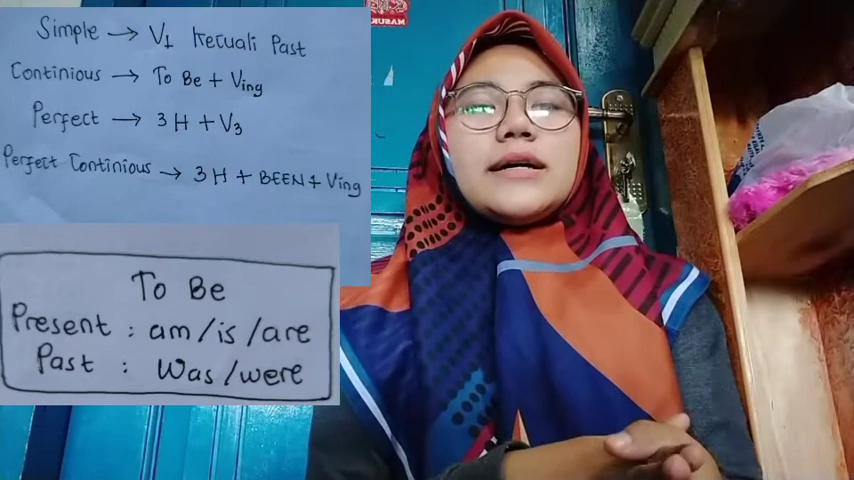 Simple → V1 Kecuali Past
Continious → To Be + Ving
Perfect → 3 H + V3
Perfect Continious → 3 H + BEEN + Ving
To Be
Present : am/is/are
Past : Was/were
MASUK